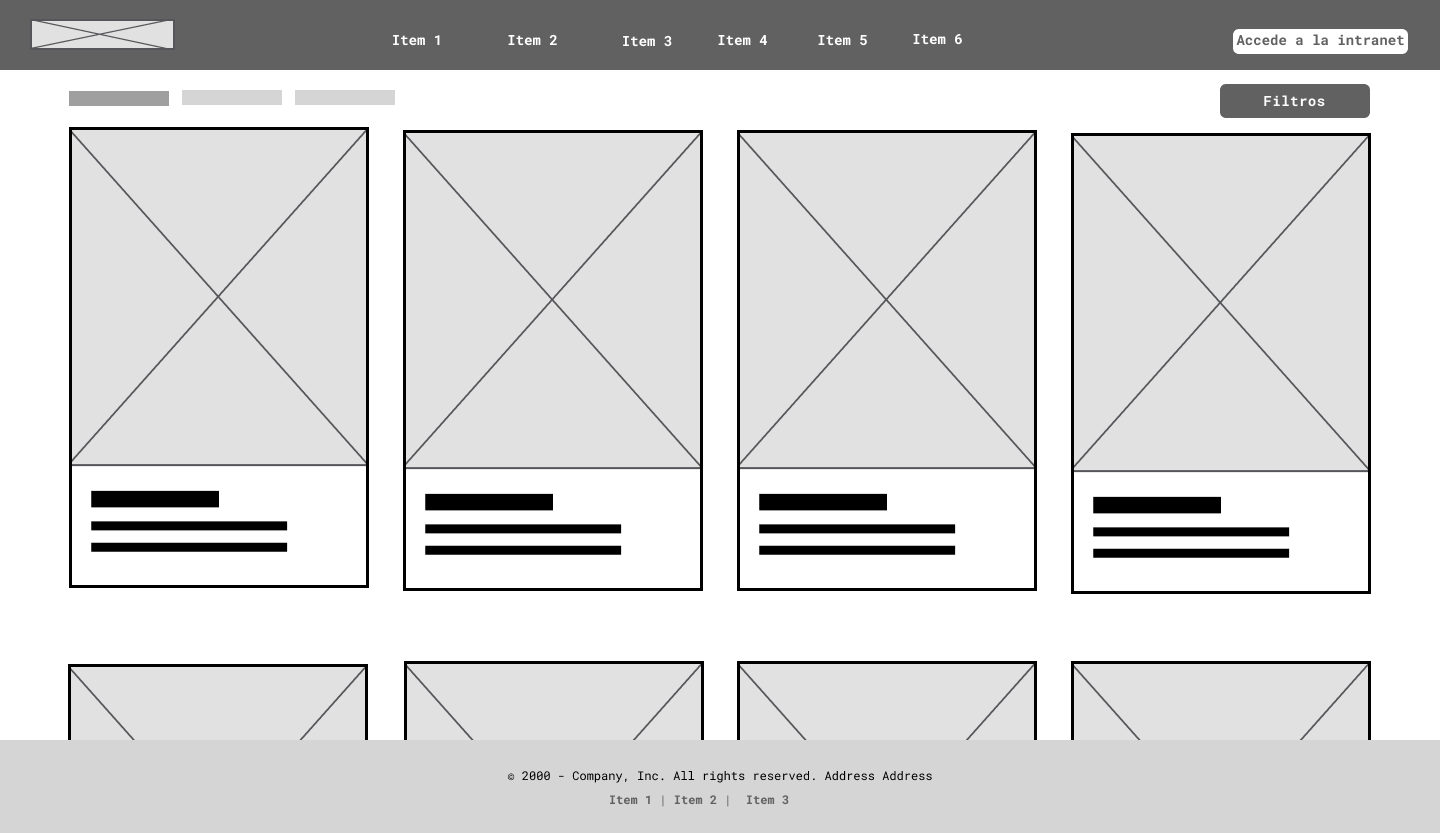 Item 1 Item 2 Item 3 Item 4 Item 5 Item 6 Accede a la intranet
Filtros
© 2000 - Company, Inc. All rights reserved. Address Address
Item 1 | Item 2 | Item 3